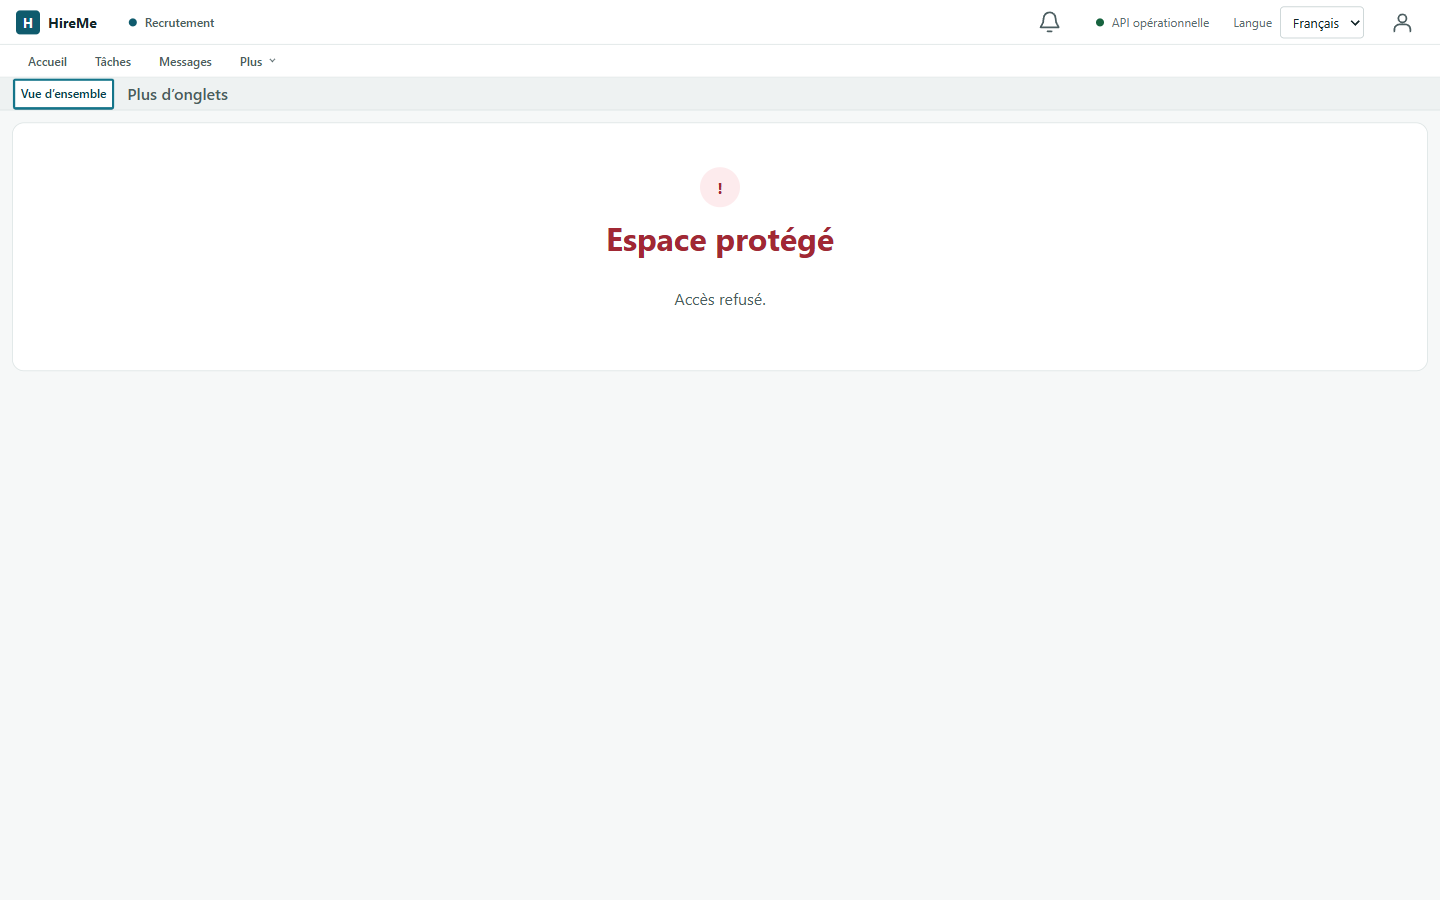 H HireMe Recrutement API opérationnelle Langue Français
Accueil Tâches Messages Plus
Vue d’ensemble Plus d’onglets
!
Espace protégé
Accès refusé.